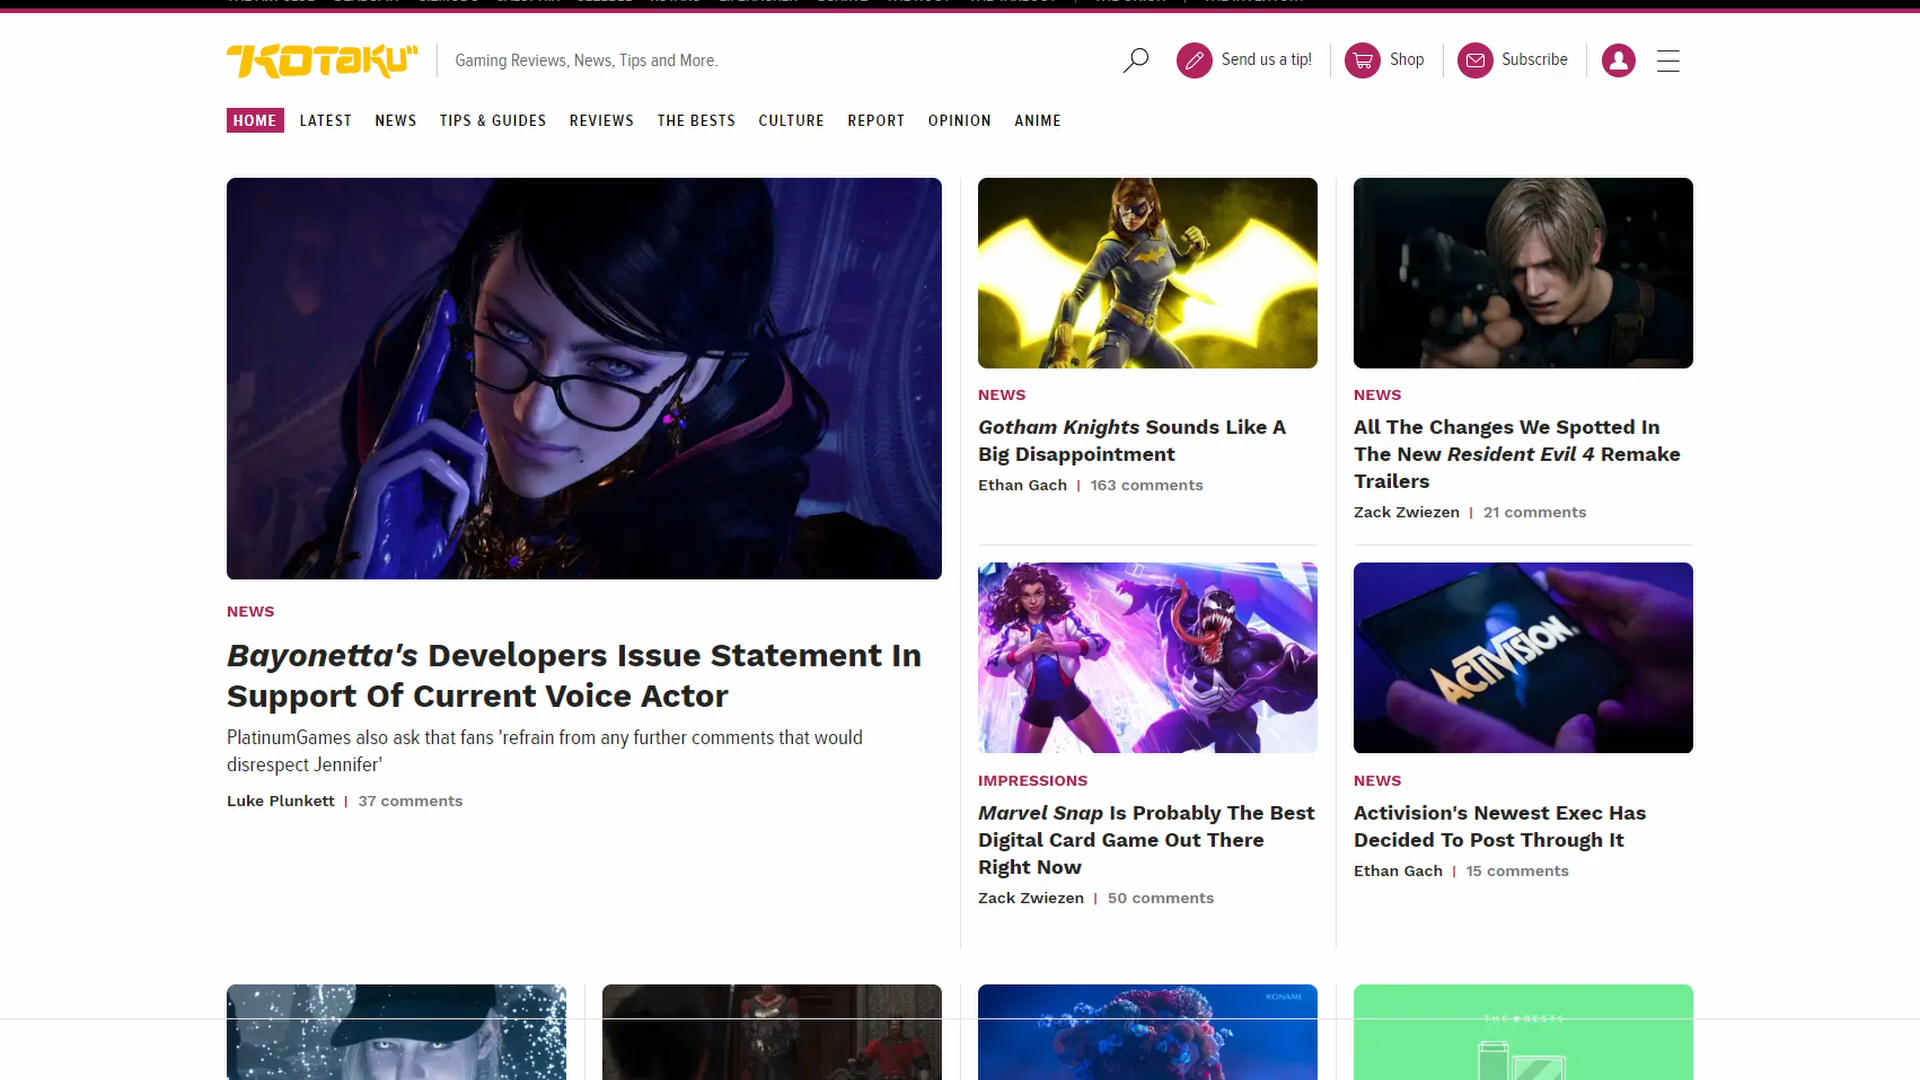 KOTAKU
Gaming Reviews, News, Tips and More.
Send us a tip!
Shop
Subscribe
HOME
LATEST
NEWS
TIPS & GUIDES
REVIEWS
THE BESTS
CULTURE
REPORT
OPINION
ANIME
NEWS
Bayonetta's Developers Issue Statement In
Support Of Current Voice Actor
PlatinumGames also ask that fans 'refrain from any further comments that would
disrespect Jennifer'
Luke Plunkett | 37 comments
NEWS
Gotham Knights Sounds Like A
Big Disappointment
Ethan Gach | 163 comments
NEWS
All The Changes We Spotted In
The New Resident Evil 4 Remake
Trailers
Zack Zwiezen | 21 comments
IMPRESSIONS
Marvel Snap Is Probably The Best
Digital Card Game Out There
Right Now
Zack Zwiezen | 50 comments
ACTIVISION
NEWS
Activision's Newest Exec Has
Decided To Post Through It
Ethan Gach | 15 comments
KONAMI
THE BESTS